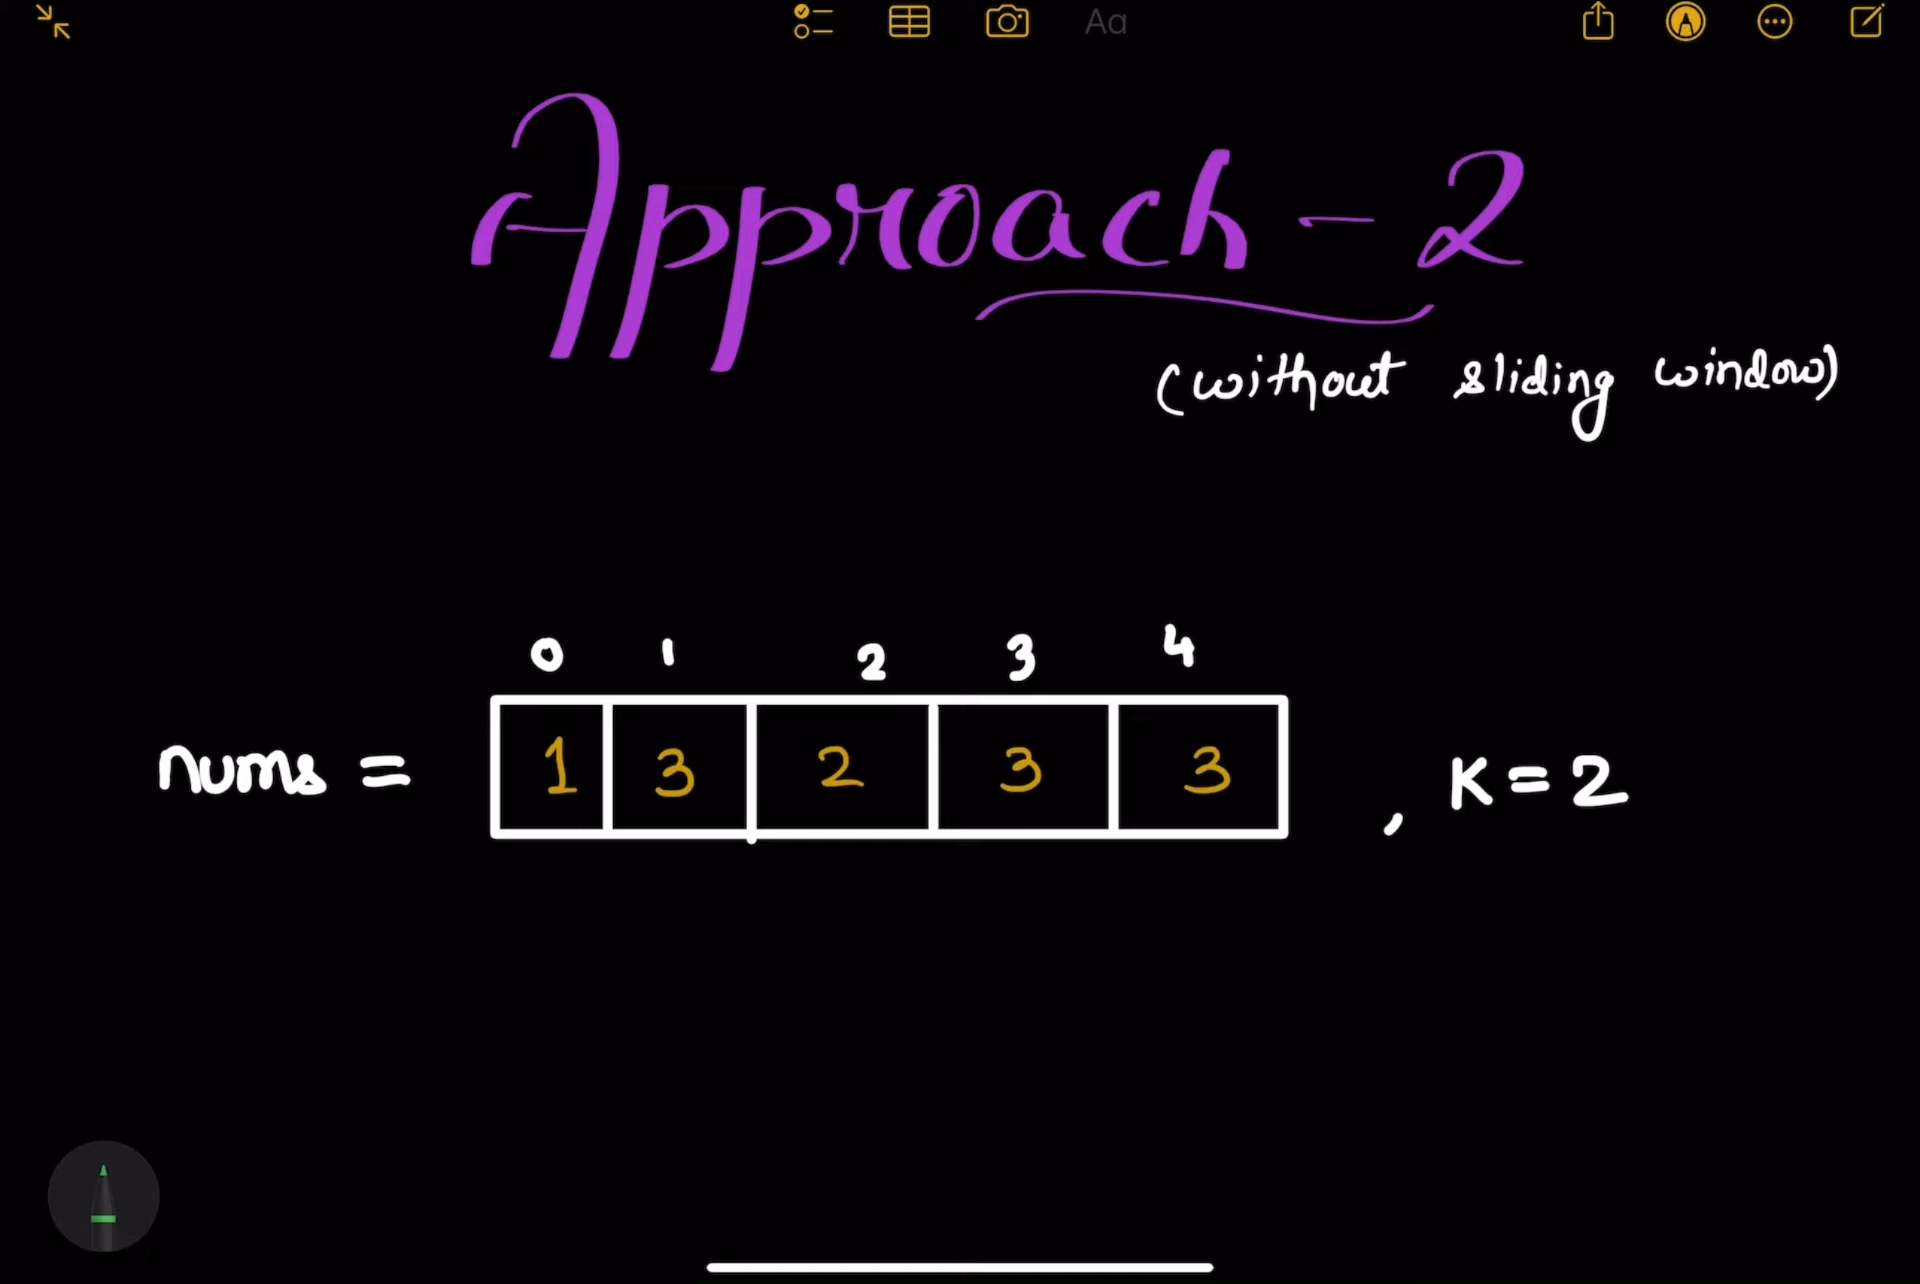 Aa
Approach-2
(without sliding window)
0 1 2 3 4
nums = 1 3 2 3 3 , K=2